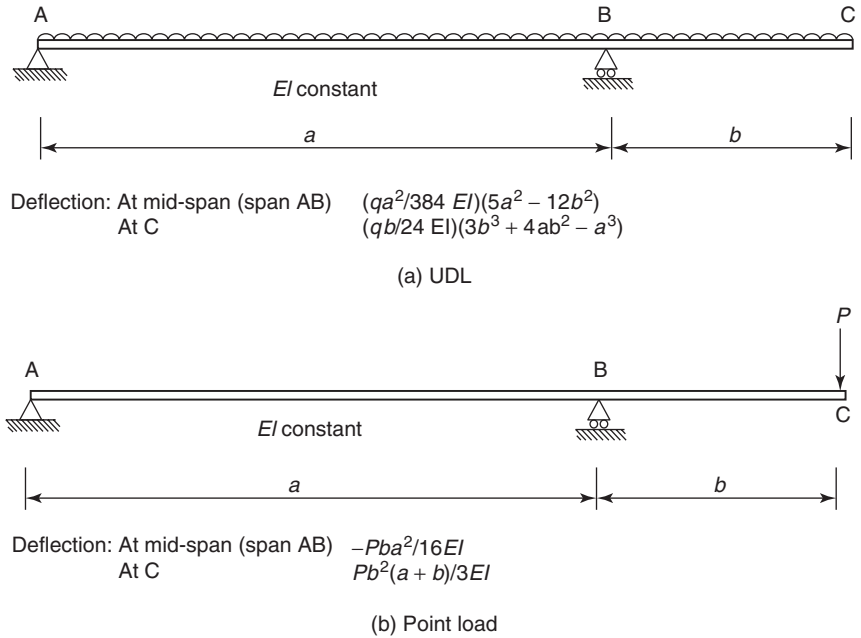 A B C
EI constant
a b
Deflection: At mid-span (span AB) (qa²/384 EI)(5a² – 12b²)
At C (qb/24 EI)(3b³ + 4ab² – a³)
(a) UDL
P
A B
C
EI constant
a b
Deflection: At mid-span (span AB) –Pba²/16EI
At C Pb²(a + b)/3EI
(b) Point load